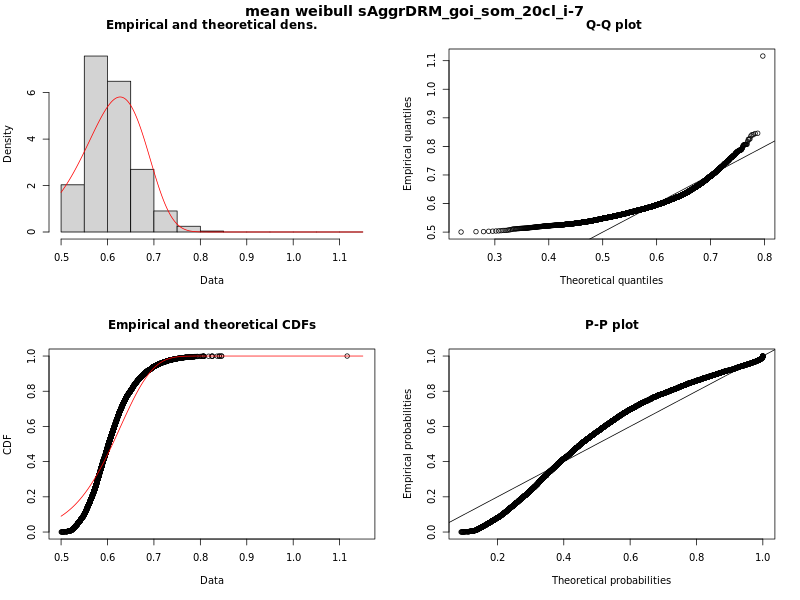 mean weibull sAggrDRM_goi_som_20cl_i-7
Empirical and theoretical dens.
Density
0 2 4 6
0.5 0.6 0.7 0.8 0.9 1.0 1.1
Data
Q-Q plot
Empirical quantiles
0.5 0.6 0.7 0.8 0.9 1.0 1.1
0.3 0.4 0.5 0.6 0.7 0.8
Theoretical quantiles
Empirical and theoretical CDFs
CDF
0.0 0.2 0.4 0.6 0.8 1.0
0.5 0.6 0.7 0.8 0.9 1.0 1.1
Data
P-P plot
Empirical probabilities
0.0 0.2 0.4 0.6 0.8 1.0
0.2 0.4 0.6 0.8 1.0
Theoretical probabilities